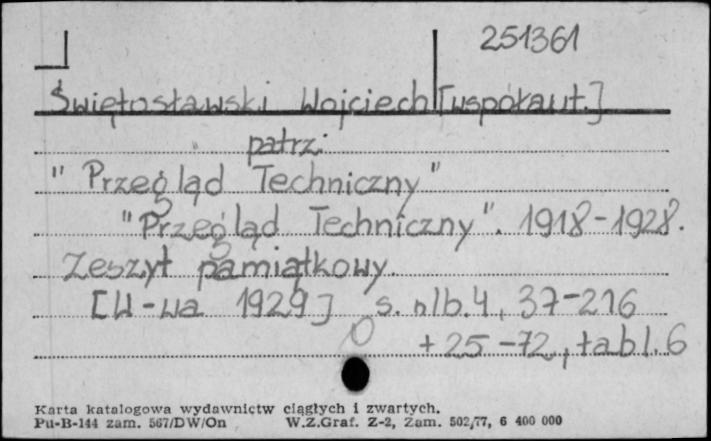 251361
Świętosławski Wojciech [współaut.]
patrz:
"Przegląd Techniczny"
"Przegląd Techniczny". 1918-1928.
Zeszyt pamiątkowy.
[W-wa 1929] s. nlb. 4, 37-216
+ 25-72, tabl. 6
Karta katalogowa wydawnictw ciągłych i zwartych.
Pu-B-144 zam. 567/DW/On W.Z.Graf. Z-2, Zam. 502/77, 6 400 000